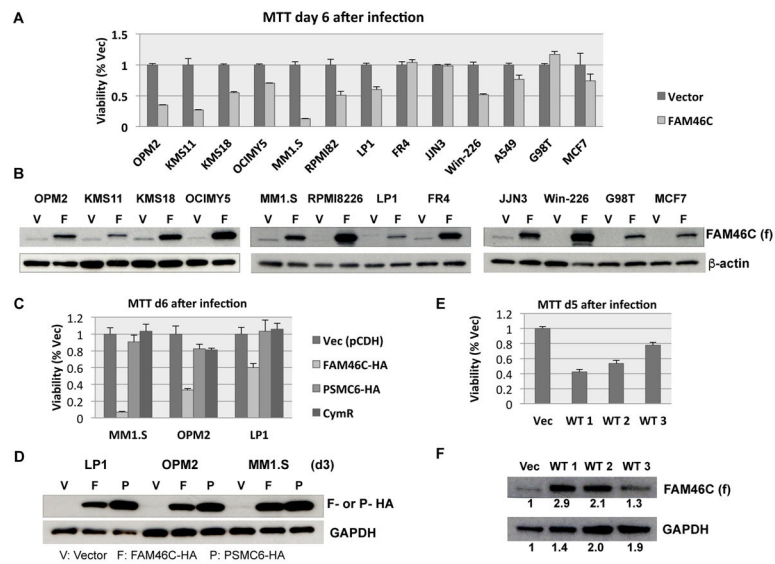 A
MTT day 6 after infection
Viability (% Vec)
1.5
1
0.5
0
OPM2 KMS11 KMS18 OCIMY5 MM1.S RPMI82 LP1 FR4 JJN3 Win-226 A549 G98T MCF7
Vector
FAM46C
B
OPM2 KMS11 KMS18 OCIMY5 MM1.S RPMI8226 LP1 FR4 JJN3 Win-226 G98T MCF7
V F V F V F V F V F V F V F V F V F V F V F V F
FAM46C (f)
β-actin
C
MTT d6 after infection
Viability (% Vec)
1.2
1
0.8
0.6
0.4
0.2
0
MM1.S OPM2 LP1
Vec (pCDH)
FAM46C-HA
PSMC6-HA
CymR
D
LP1 OPM2 MM1.S (d3)
V F P V F P V F P
F- or P- HA
GAPDH
V: Vector F: FAM46C-HA P: PSMC6-HA
E
MTT d5 after infection
Viability (% Vec)
1.2
1
0.8
0.6
0.4
0.2
0
Vec WT 1 WT 2 WT 3
F
Vec WT 1 WT 2 WT 3
FAM46C (f)
1 2.9 2.1 1.3
GAPDH
1 1.4 2.0 1.9